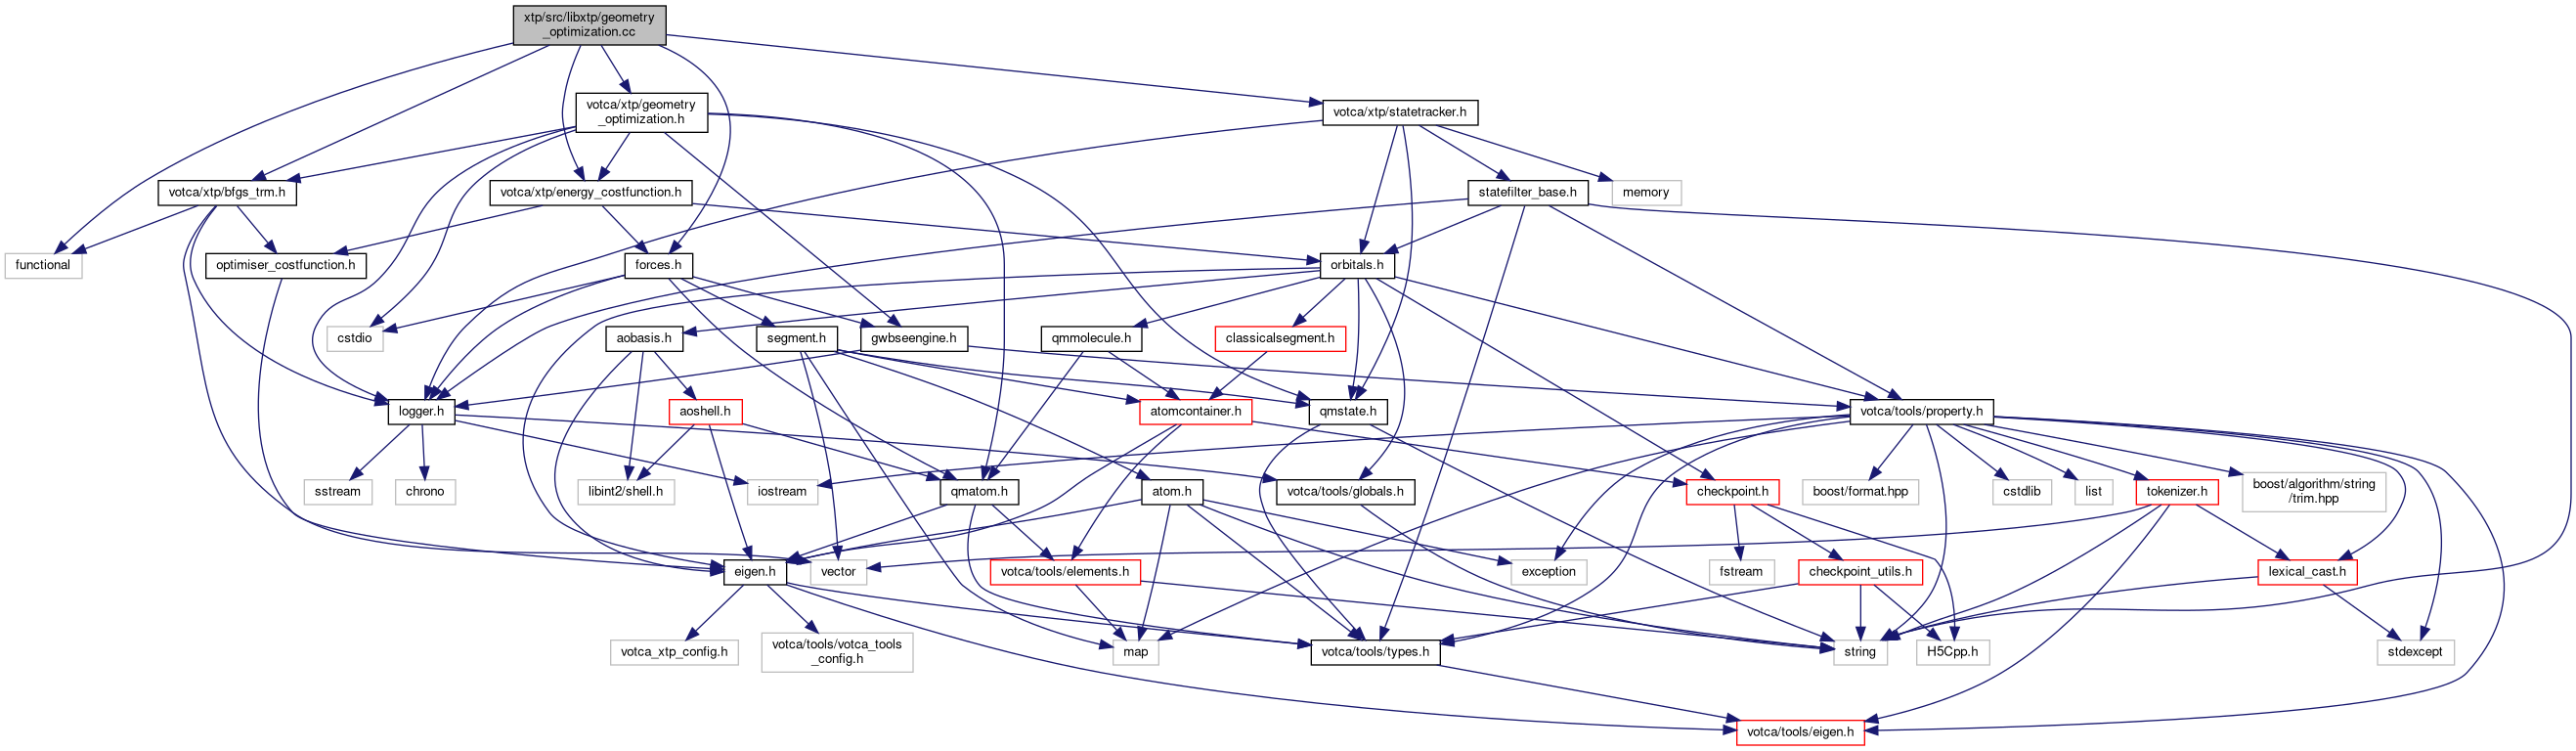 xtp/src/libxtp/geometry
_optimization.cc
votca/xtp/geometry
_optimization.h
votca/xtp/statetracker.h
votca/xtp/bfgs_trm.h
votca/xtp/energy_costfunction.h
statefilter_base.h
memory
functional
optimiser_costfunction.h
forces.h
orbitals.h
cstdio
aobasis.h
segment.h
gwbseengine.h
qmmolecule.h
classicalsegment.h
logger.h
aoshell.h
atomcontainer.h
qmstate.h
votca/tools/property.h
sstream
chrono
libint2/shell.h
iostream
qmatom.h
atom.h
votca/tools/globals.h
checkpoint.h
boost/format.hpp
cstdlib
list
tokenizer.h
boost/algorithm/string
/trim.hpp
eigen.h
vector
votca/tools/elements.h
exception
fstream
checkpoint_utils.h
lexical_cast.h
votca_xtp_config.h
votca/tools/votca_tools
_config.h
map
votca/tools/types.h
string
H5Cpp.h
stdexcept
votca/tools/eigen.h